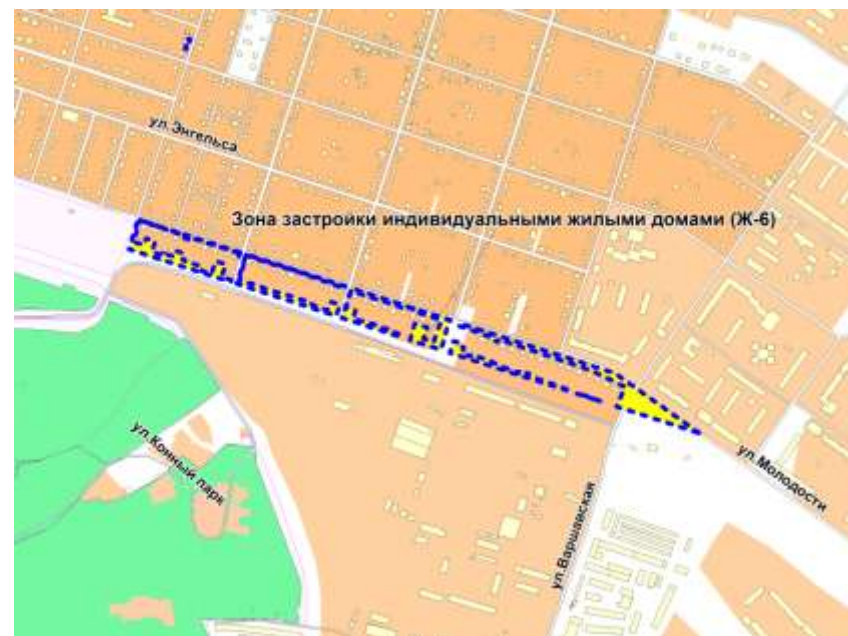 ул.Энгельса
Зона застройки индивидуальными жилыми домами (Ж-6)
ул.Конный парк
ул.Молодости
ул.Варшавская